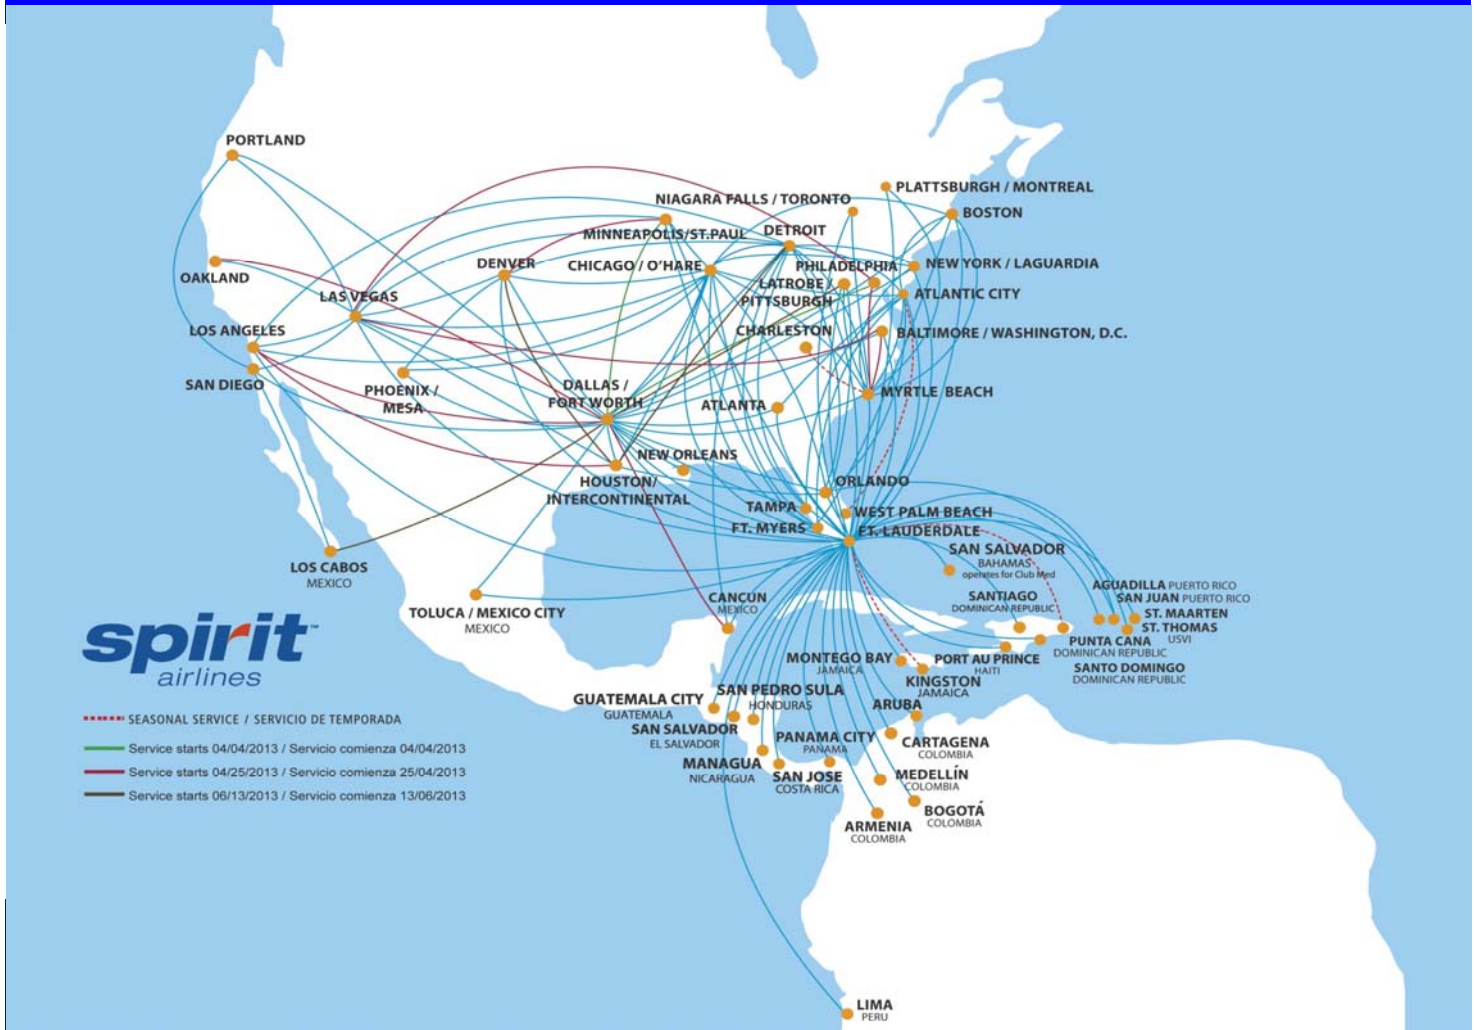 PORTLAND
PLATTSBURGH / MONTREAL
NIAGARA FALLS / TORONTO
BOSTON
MINNEAPOLIS/ST.PAUL
DETROIT
DENVER
CHICAGO / O'HARE
PHILADELPHIA
NEW YORK / LAGUARDIA
OAKLAND
LATROBE /
PITTSBURGH
ATLANTIC CITY
LAS VEGAS
LOS ANGELES
CHARLESTON
BALTIMORE / WASHINGTON, D.C.
SAN DIEGO
PHOENIX /
MESA
DALLAS /
FORT WORTH
ATLANTA
MYRTLE BEACH
NEW ORLEANS
HOUSTON/
INTERCONTINENTAL
ORLANDO
TAMPA
WEST PALM BEACH
FT. MYERS
FT. LAUDERDALE
SAN SALVADOR
BAHAMAS
operates for Club Med
LOS CABOS
MEXICO
TOLUCA / MEXICO CITY
MEXICO
CANCUN
MEXICO
SANTIAGO
DOMINICAN REPUBLIC
AGUADILLA PUERTO RICO
SAN JUAN PUERTO RICO
ST. MAARTEN
ST. THOMAS
USVI
PUNTA CANA
DOMINICAN REPUBLIC
SANTO DOMINGO
DOMINICAN REPUBLIC
MONTEGO BAY
JAMAICA
PORT AU PRINCE
HAITI
KINGSTON
JAMAICA
spirit™
airlines
GUATEMALA CITY
GUATEMALA
SAN PEDRO SULA
HONDURAS
ARUBA
SAN SALVADOR
EL SALVADOR
PANAMA CITY
PANAMA
CARTAGENA
COLOMBIA
MANAGUA
NICARAGUA
SAN JOSE
COSTA RICA
MEDELLÍN
COLOMBIA
BOGOTÁ
COLOMBIA
ARMENIA
COLOMBIA
SEASONAL SERVICE / SERVICIO DE TEMPORADA
Service starts 04/04/2013 / Servicio comienza 04/04/2013
Service starts 04/25/2013 / Servicio comienza 25/04/2013
Service starts 06/13/2013 / Servicio comienza 13/06/2013
LIMA
PERU